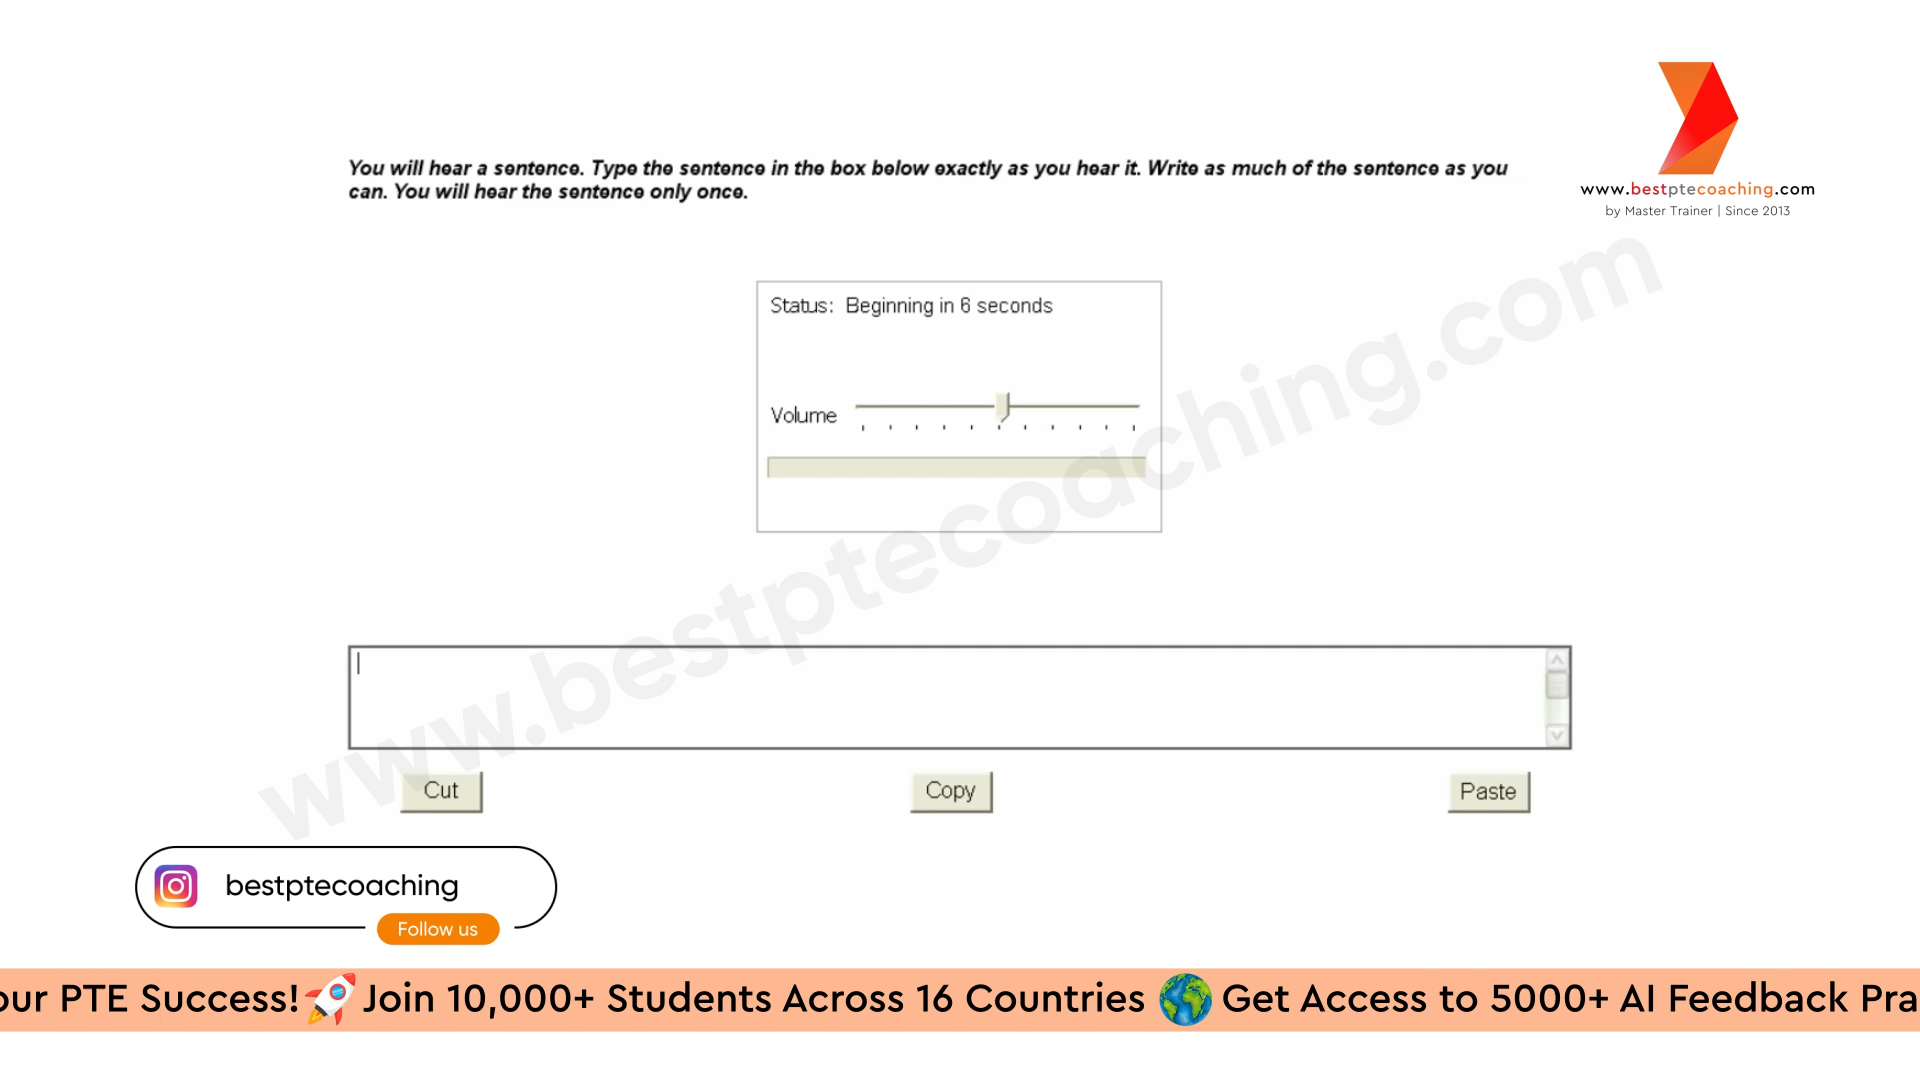 You will hear a sentence. Type the sentence in the box below exactly as you hear it. Write as much of the sentence as you
can. You will hear the sentence only once.
www.bestptecoaching.com
by Master Trainer | Since 2013
Status: Beginning in 6 seconds
Volume
www.bestptecoaching.com
Cut
Copy
Paste
bestptecoaching
Follow us
our PTE Success! 🚀 Join 10,000+ Students Across 16 Countries 🌍 Get Access to 5000+ AI Feedback Pra